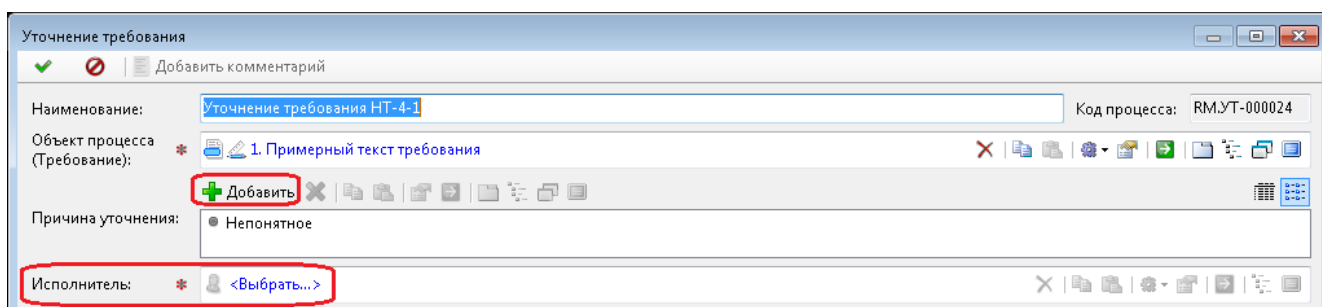 Уточнение требования
Добавить комментарий
Наименование: Уточнение требования НТ-4-1 Код процесса: RM.УТ-000024
Объект процесса
(Требование): * 1. Примерный текст требования
Добавить
Причина уточнения: Непонятное
Исполнитель: * <Выбрать...>